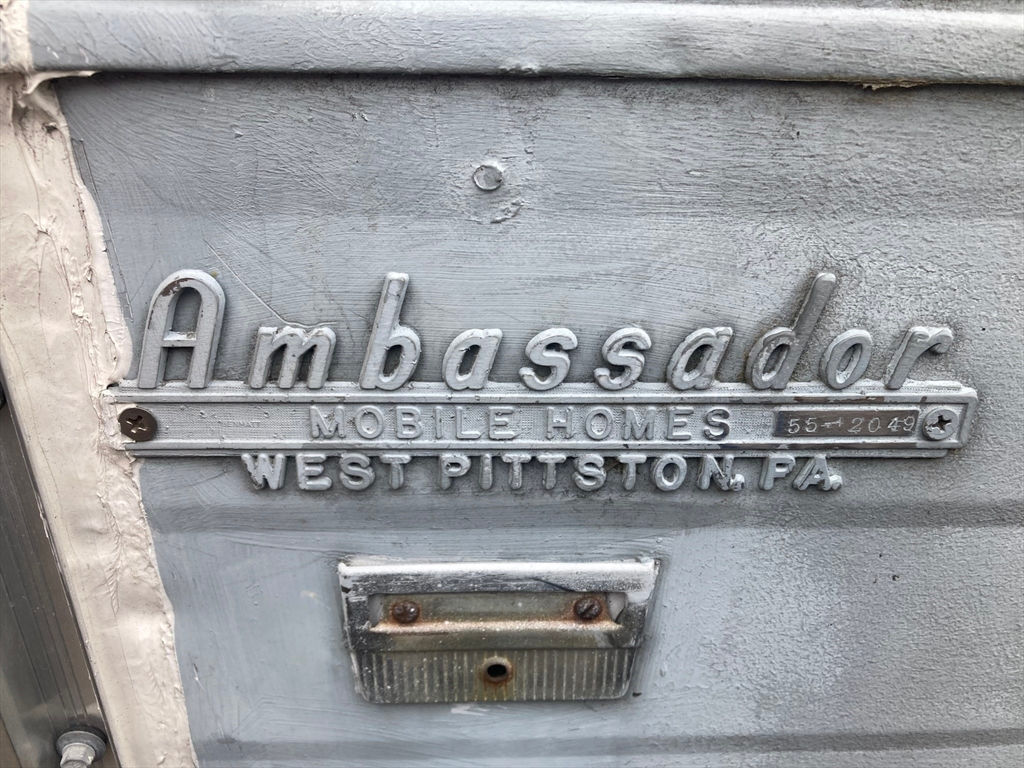 Ambassador
MOBILE HOMES 55-2049
WEST PITTSTON, PA.